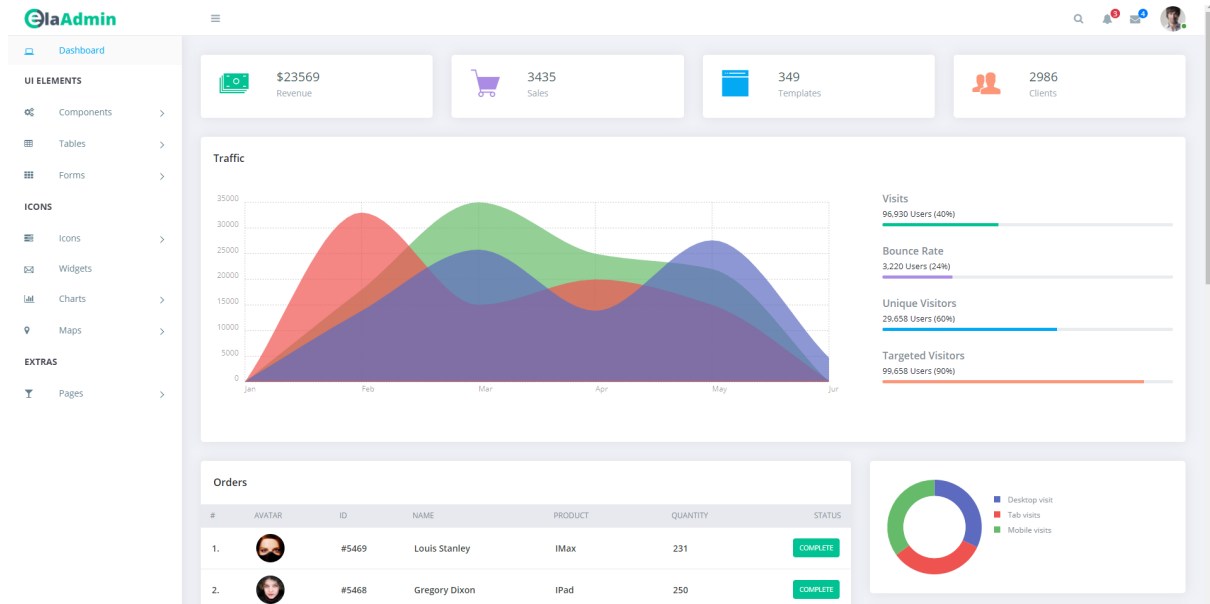 elaAdmin
3
4
Dashboard
UI ELEMENTS
Components
Tables
Forms
ICONS
Icons
Widgets
Charts
Maps
EXTRAS
Pages
$23569
Revenue
3435
Sales
349
Templates
2986
Clients
Traffic
35000
30000
25000
20000
15000
10000
5000
0
Jan Feb Mar Apr May Jun
Visits
96,930 Users (40%)
Bounce Rate
3,220 Users (24%)
Unique Visitors
29,658 Users (60%)
Targeted Visitors
99,658 Users (90%)
Orders
# AVATAR ID NAME PRODUCT QUANTITY STATUS
1. #5469 Louis Stanley IMax 231 COMPLETE
2. #5468 Gregory Dixon IPad 250 COMPLETE
Desktop visit
Tab visits
Mobile visits